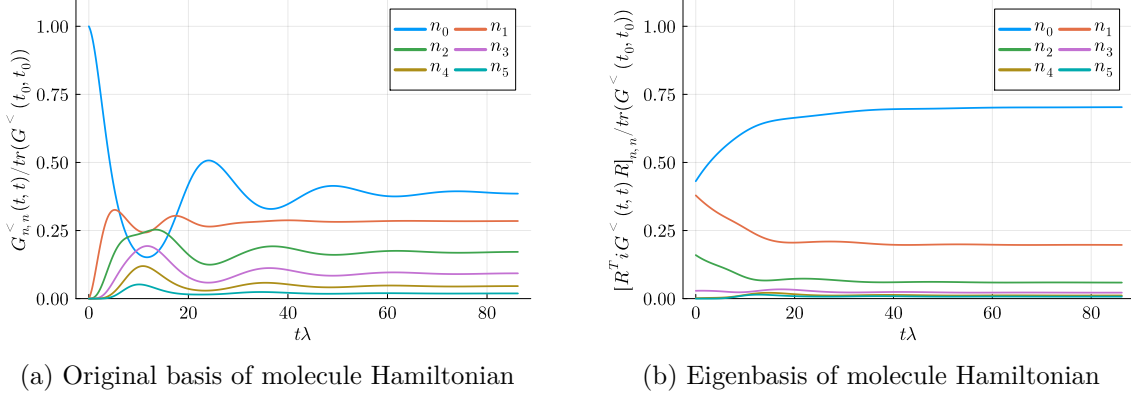 1.00
0.75
0.50
0.25
0.00
G^<_{n,n}(t,t)/tr(G^<(t_0,t_0))
n_0 n_1
n_2 n_3
n_4 n_5
0 20 40 60 80
tλ
(a) Original basis of molecule Hamiltonian
1.00
0.75
0.50
0.25
0.00
[R^T iG^<(t,t) R]_{n,n}/tr(G^<(t_0,t_0))
n_0 n_1
n_2 n_3
n_4 n_5
0 20 40 60 80
tλ
(b) Eigenbasis of molecule Hamiltonian